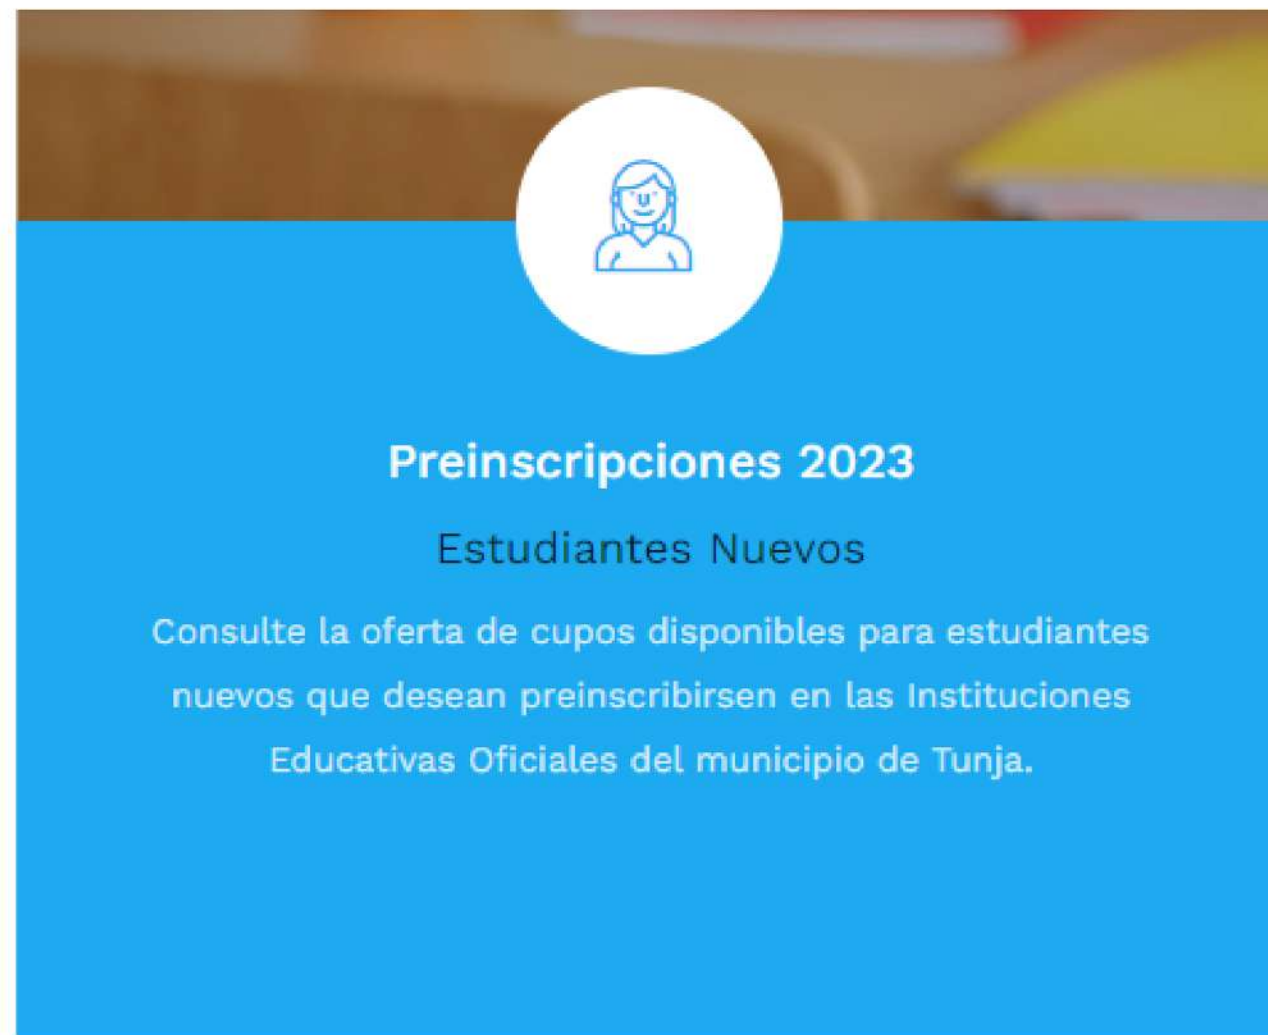 Preinscripciones 2023
Estudiantes Nuevos
Consulte la oferta de cupos disponibles para estudiantes
nuevos que desean preinscribirsen en las Instituciones
Educativas Oficiales del municipio de Tunja.